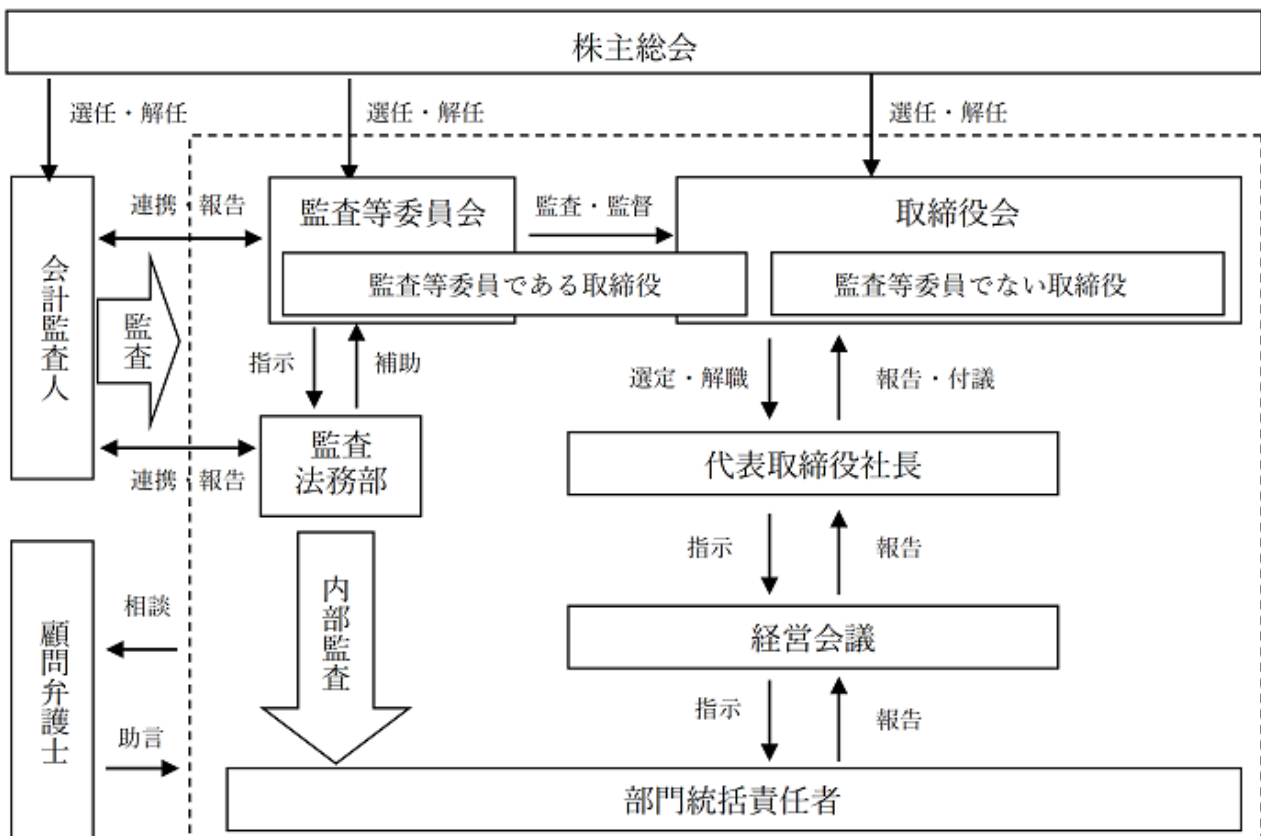 株主総会
選任・解任
選任・解任
選任・解任
連携・報告
監査等委員会
監査・監督
取締役会
会計監査人
監査
監査等委員である取締役
監査等委員でない取締役
指示
補助
選定・解職
報告・付議
連携・報告
監査
法務部
代表取締役社長
指示
報告
顧問弁護士
相談
助言
内部監査
経営会議
指示
報告
部門統括責任者